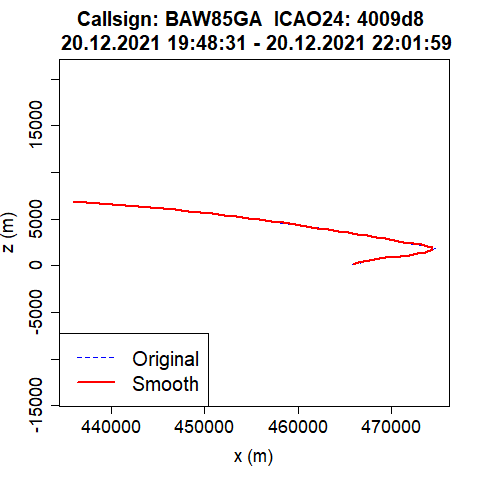 Callsign: BAW85GA  ICAO24: 4009d8
20.12.2021 19:48:31 - 20.12.2021 22:01:59
z (m)
15000
5000
0
-5000
-15000
Original
Smooth
440000 450000 460000 470000
x (m)